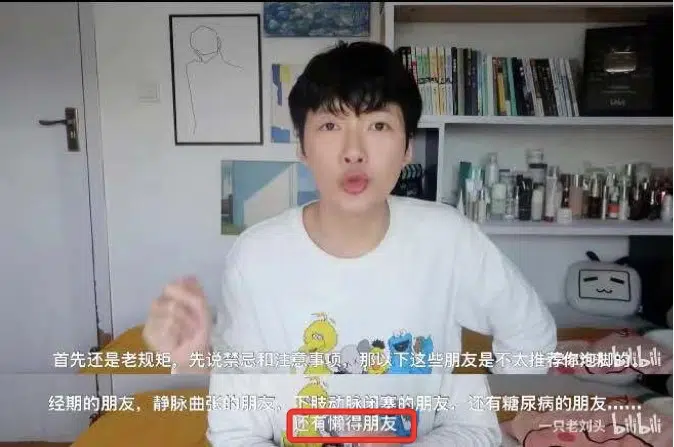 首先还是老规矩，先说禁忌和注意事项，那以下这些朋友是不太推荐你泡脚的...
bilibili
经期的朋友，静脉曲张的朋友，下肢动脉闭塞的朋友，还有糖尿病的朋友......
还有懒得朋友
一只老刘头
bilibili